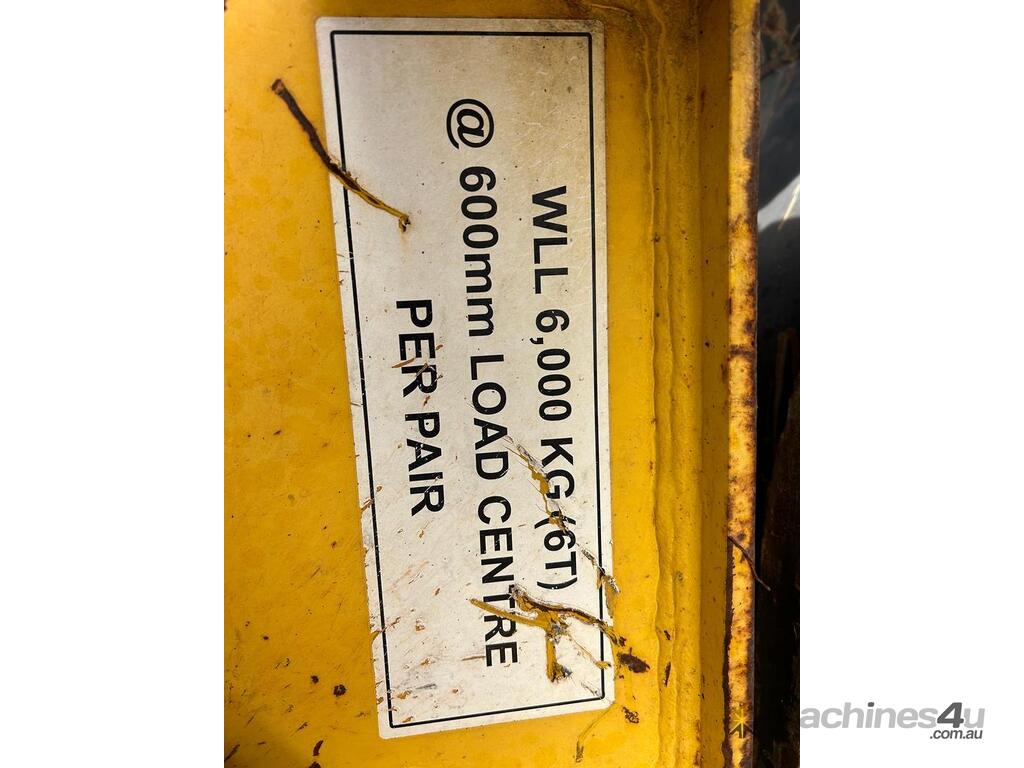 WLL 6,000 KG (6T)
@ 600mm LOAD CENTRE
PER PAIR
achines4u
.com.au